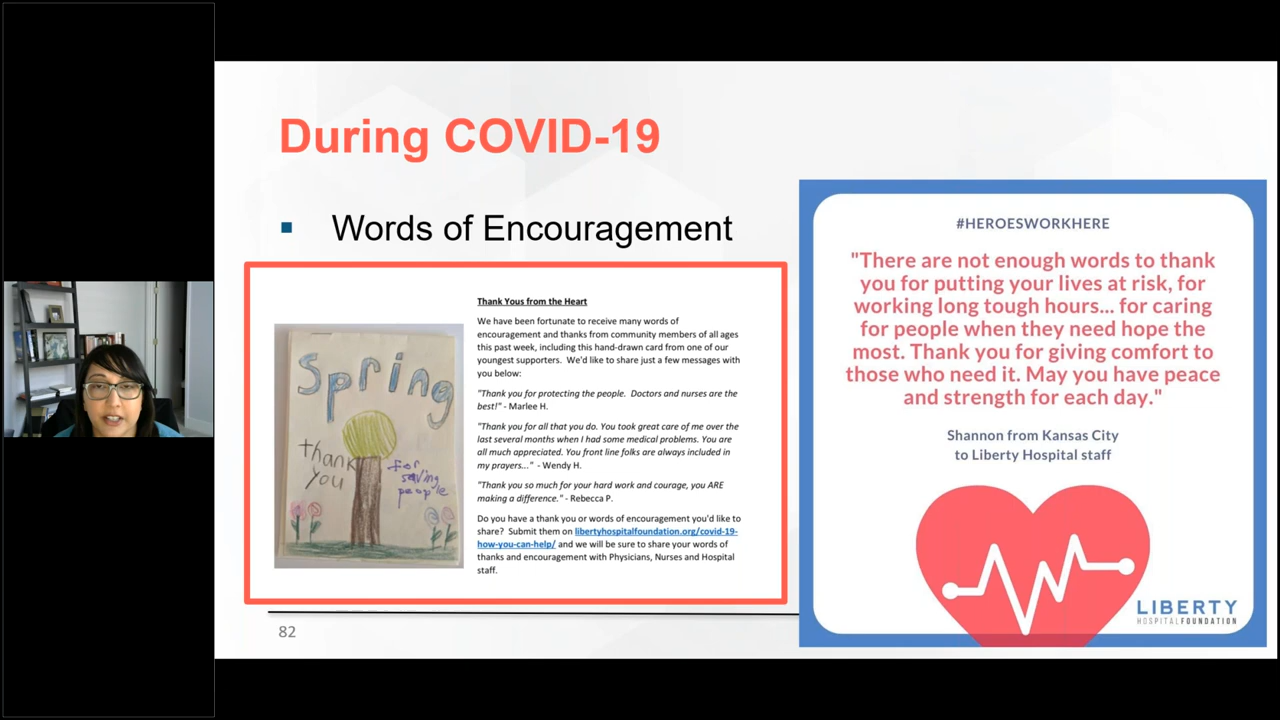 During COVID-19
▪ Words of Encouragement
Spring
thank
you
for
saving
people
Thank Yous from the Heart
We have been fortunate to receive many words of
encouragement and thanks from community members of all ages
this past week, including this hand-drawn card from one of our
youngest supporters.  We'd like to share just a few messages with
you below:
"Thank you for protecting the people.  Doctors and nurses are the
best!" - Marlee H.
"Thank you for all that you do. You took great care of me over the
last several months when I had some medical problems. You are
all much appreciated. You front line folks are always included in
my prayers..."  - Wendy H.
"Thank you so much for your hard work and courage, you ARE
making a difference." - Rebecca P.
Do you have a thank you or words of encouragement you'd like to
share?  Submit them on libertyhospitalfoundation.org/covid-19-
how-you-can-help/ and we will be sure to share your words of
thanks and encouragement with Physicians, Nurses and Hospital
staff.
#HEROESWORKHERE
"There are not enough words to thank
you for putting your lives at risk, for
working long tough hours... for caring
for people when they need hope the
most. Thank you for giving comfort to
those who need it. May you have peace
and strength for each day."
Shannon from Kansas City
to Liberty Hospital staff
LIBERTY
HOSPITALFOUNDATION
82